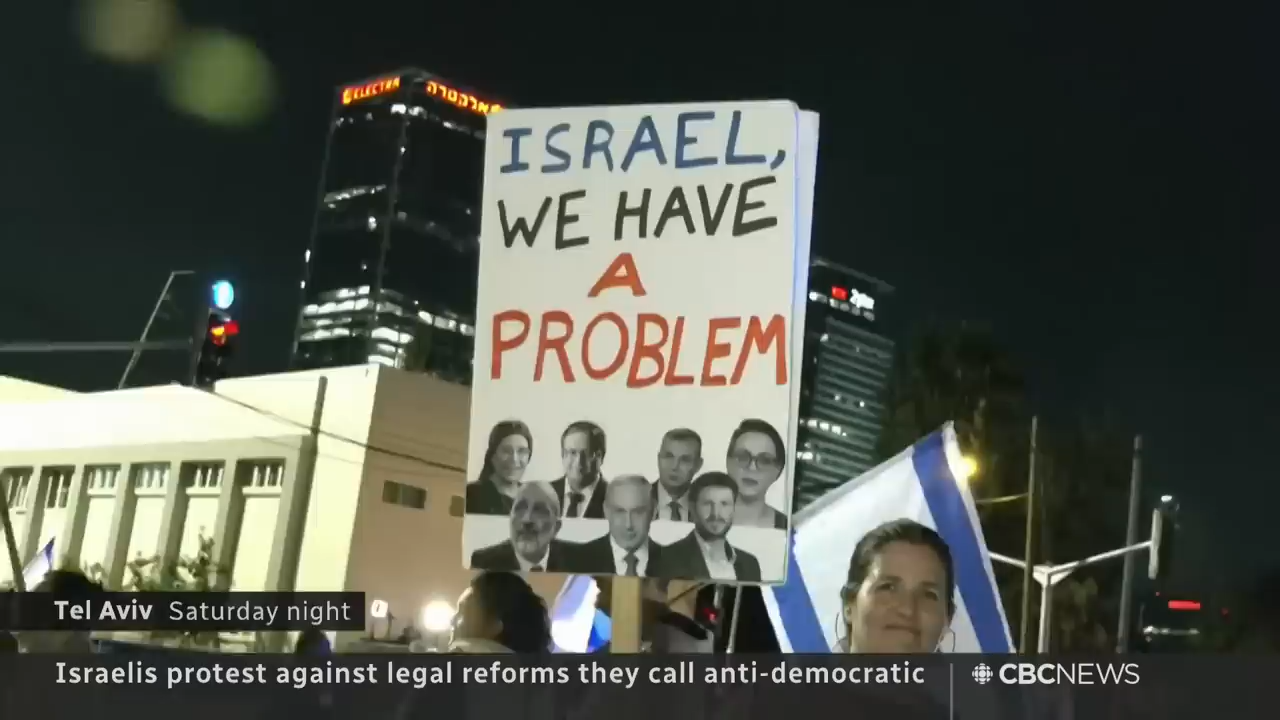 ELECTRA אלקטרה
ISRAEL,
WE HAVE
A
PROBLEM
Tel Aviv Saturday night
Israelis protest against legal reforms they call anti-democratic
CBCNEWS